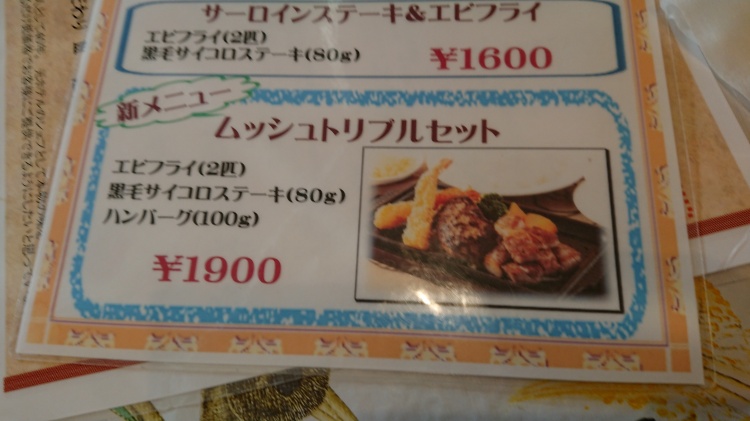 サーロインステーキ&エビフライ
エビフライ(2匹)
黒毛サイコロステーキ(80g)
¥1600
新メニュー
ムッシュトリプルセット
エビフライ(2匹)
黒毛サイコロステーキ(80g)
ハンバーグ(100g)
¥1900